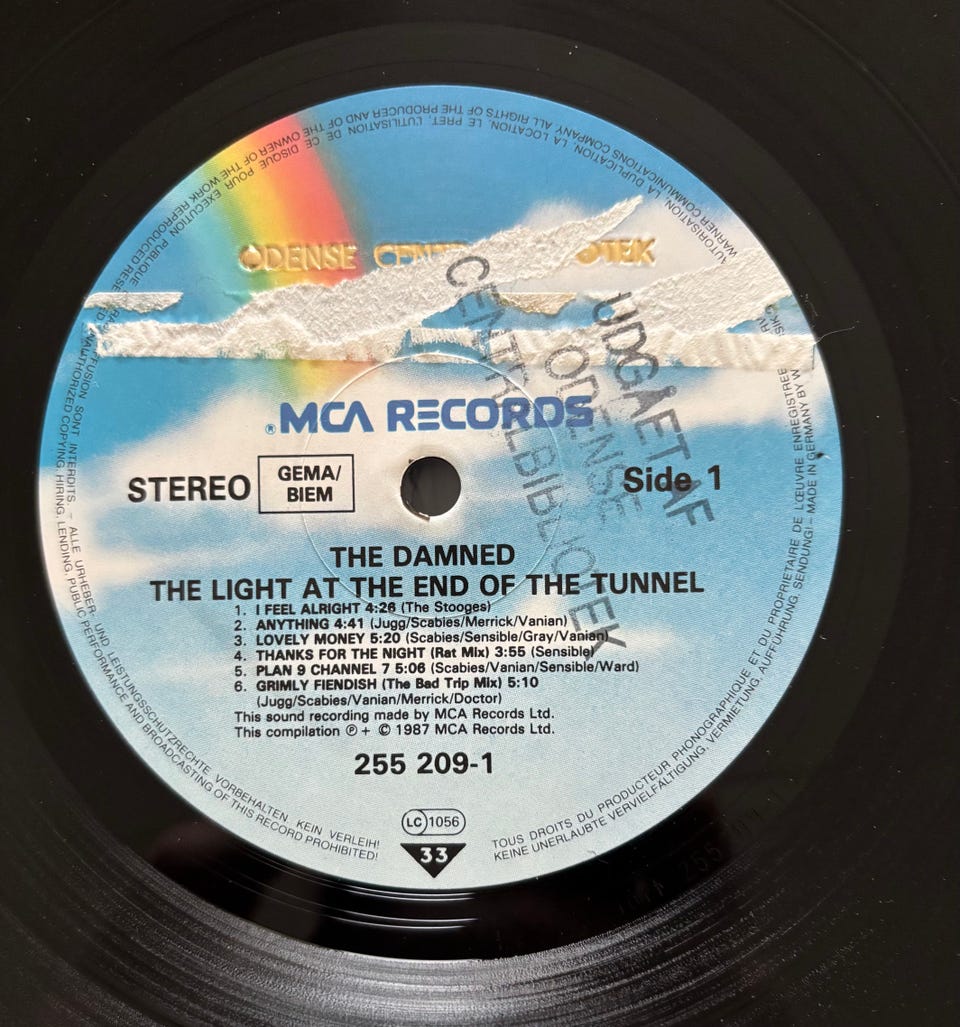 ODENSE CENT OTEK
UDGÅET AF
ODENSE
CENTRALBIBLIOTEK
® MCA RECORDS
STEREO
GEMA/
BIEM
Side 1
THE DAMNED
THE LIGHT AT THE END OF THE TUNNEL
1. I FEEL ALRIGHT 4:26 (The Stooges)
2. ANYTHING 4:41 (Jugg/Scabies/Merrick/Vanian)
3. LOVELY MONEY 5:20 (Scabies/Sensible/Gray/Vanian)
4. THANKS FOR THE NIGHT (Rat Mix) 3:55 (Sensible)
5. PLAN 9 CHANNEL 7 5:06 (Scabies/Vanian/Sensible/Ward)
6. GRIMLY FIENDISH (The Bad Trip Mix) 5:10
(Jugg/Scabies/Vanian/Merrick/Doctor)
This sound recording made by MCA Records Ltd.
This compilation ℗ + © 1987 MCA Records Ltd.
255 209-1
LC 1056
33
TOUS DROITS DU PRODUCTEUR PHONOGRAPHIQUE ET DU PROPRIETAIRE DE L'ŒUVRE ENREGISTREE
LA DUPLICATION, LA LOCATION, LE PRET, L'UTILISATION DE CE DISQUE POUR EXECUTION PUBLIQUE
FUSION SONT INTERDITS. – ALLE URHEBER- UND LEISTUNGSSCHUTZRECHTE VORBEHALTEN KEIN VERLEIH!
KEINE UNERLAUBTE VERVIELFÄLTIGUNG, VERMIETUNG, AUFFÜHRUNG, SENDUNG! – MADE IN GERMANY BY W
WARNER COMMUNICATIONS COMPANY ALL RIGHTS OF THE PRODUCER AND OF THE OWNER OF THE WORK REPRODUCED RESE
UNAUTHORIZED COPYING, HIRING, LENDING, PUBLIC PERFORMANCE AND BROADCASTING OF THIS RECORD PROHIBITED!